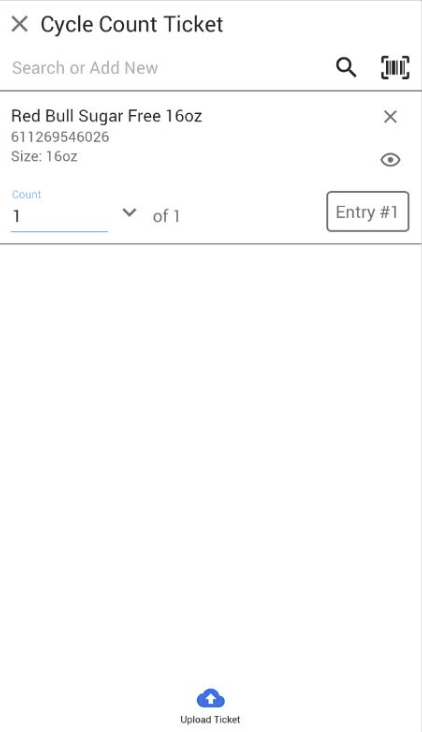 Cycle Count Ticket
Search or Add New
Red Bull Sugar Free 16oz
611269546026
Size: 16oz
Count
1 of 1
Entry #1
Upload Ticket